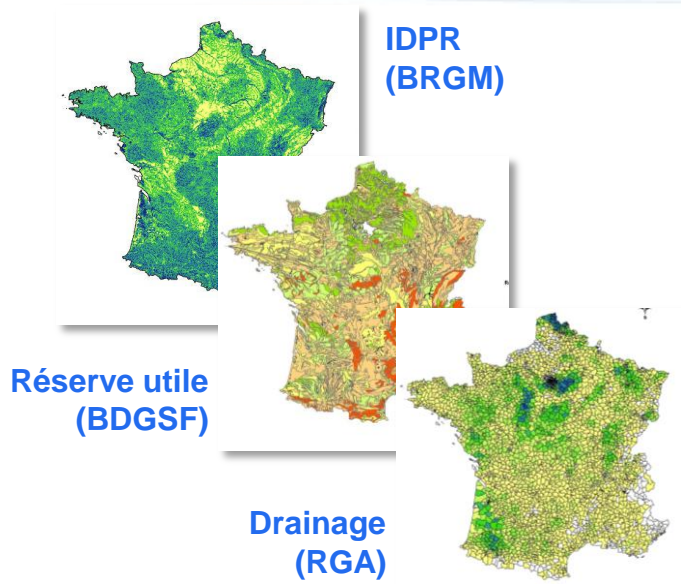 IDPR
(BRGM)
Réserve utile
(BDGSF)
Drainage
(RGA)